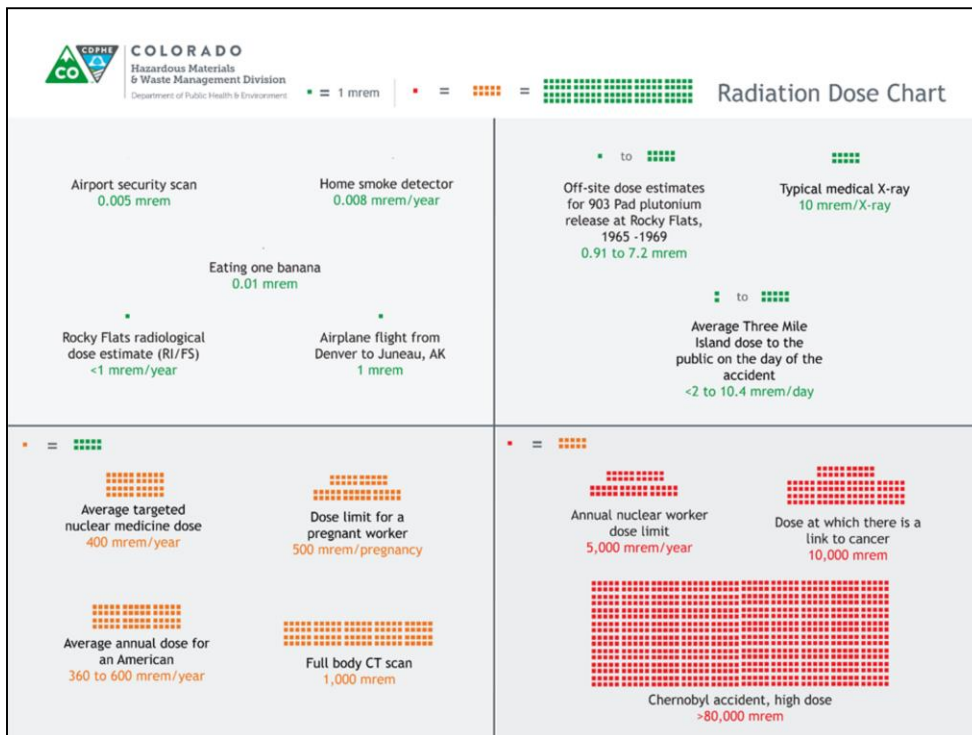 COLORADO
Hazardous Materials
& Waste Management Division
Department of Public Health & Environment
CDPHE
CO
= 1 mrem
= =
Radiation Dose Chart
Airport security scan
0.005 mrem
Home smoke detector
0.008 mrem/year
Eating one banana
0.01 mrem
Rocky Flats radiological
dose estimate (RI/FS)
<1 mrem/year
Airplane flight from
Denver to Juneau, AK
1 mrem
to
Off-site dose estimates
for 903 Pad plutonium
release at Rocky Flats,
1965 -1969
0.91 to 7.2 mrem
Typical medical X-ray
10 mrem/X-ray
to
Average Three Mile
Island dose to the
public on the day of the
accident
<2 to 10.4 mrem/day
=
Average targeted
nuclear medicine dose
400 mrem/year
Dose limit for a
pregnant worker
500 mrem/pregnancy
Average annual dose for
an American
360 to 600 mrem/year
Full body CT scan
1,000 mrem
=
Annual nuclear worker
dose limit
5,000 mrem/year
Dose at which there is a
link to cancer
10,000 mrem
Chernobyl accident, high dose
>80,000 mrem